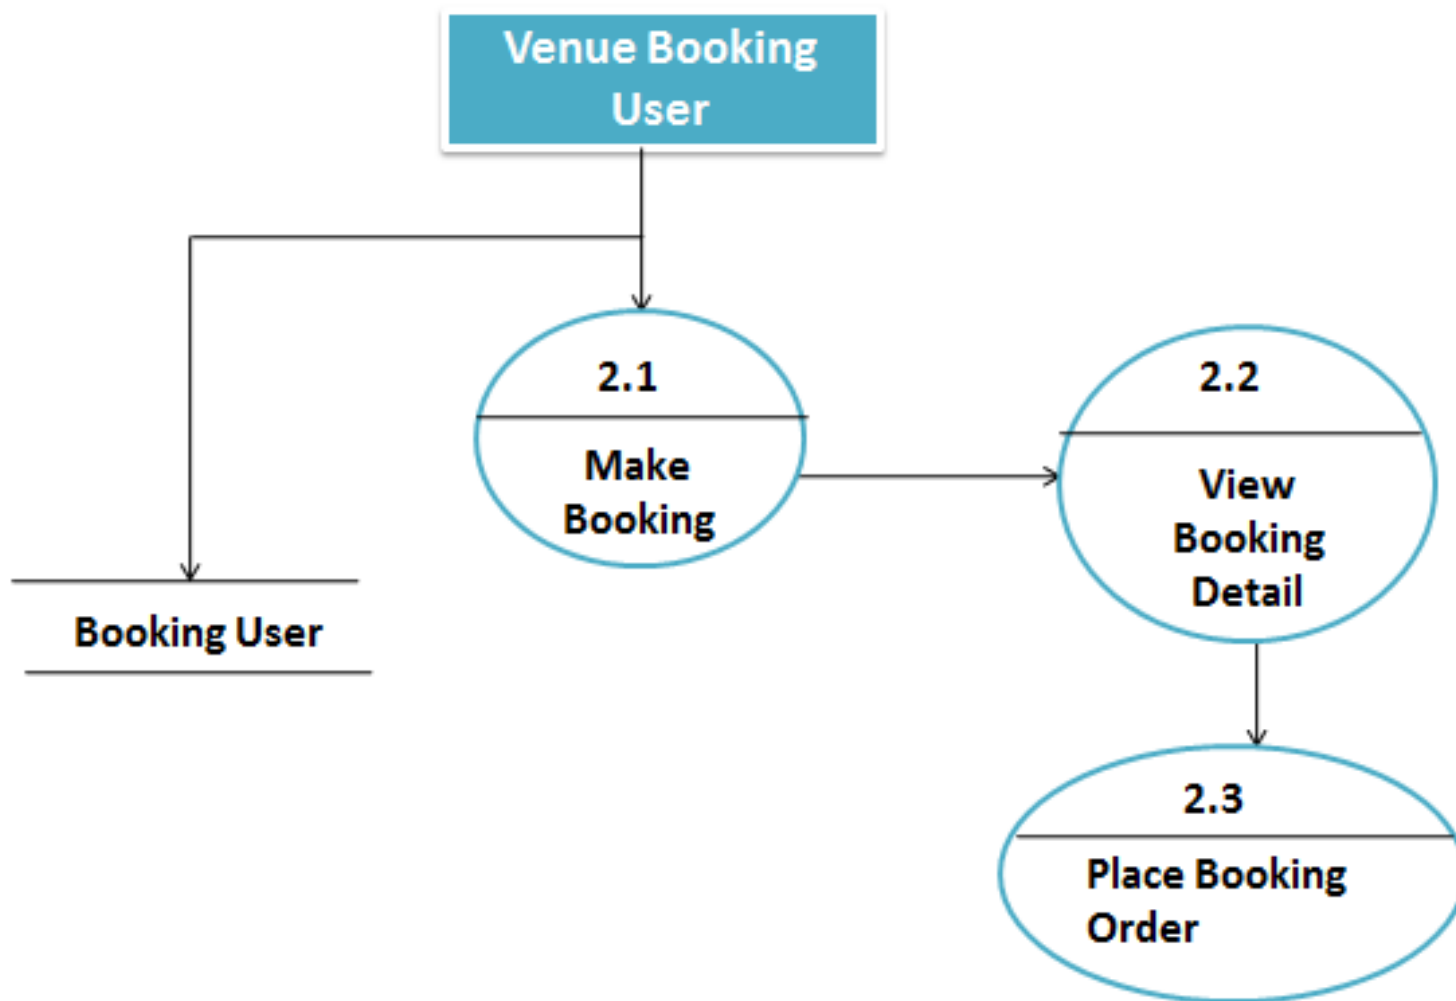 Venue Booking
User
2.1
Make
Booking
2.2
View
Booking
Detail
Booking User
2.3
Place Booking
Order